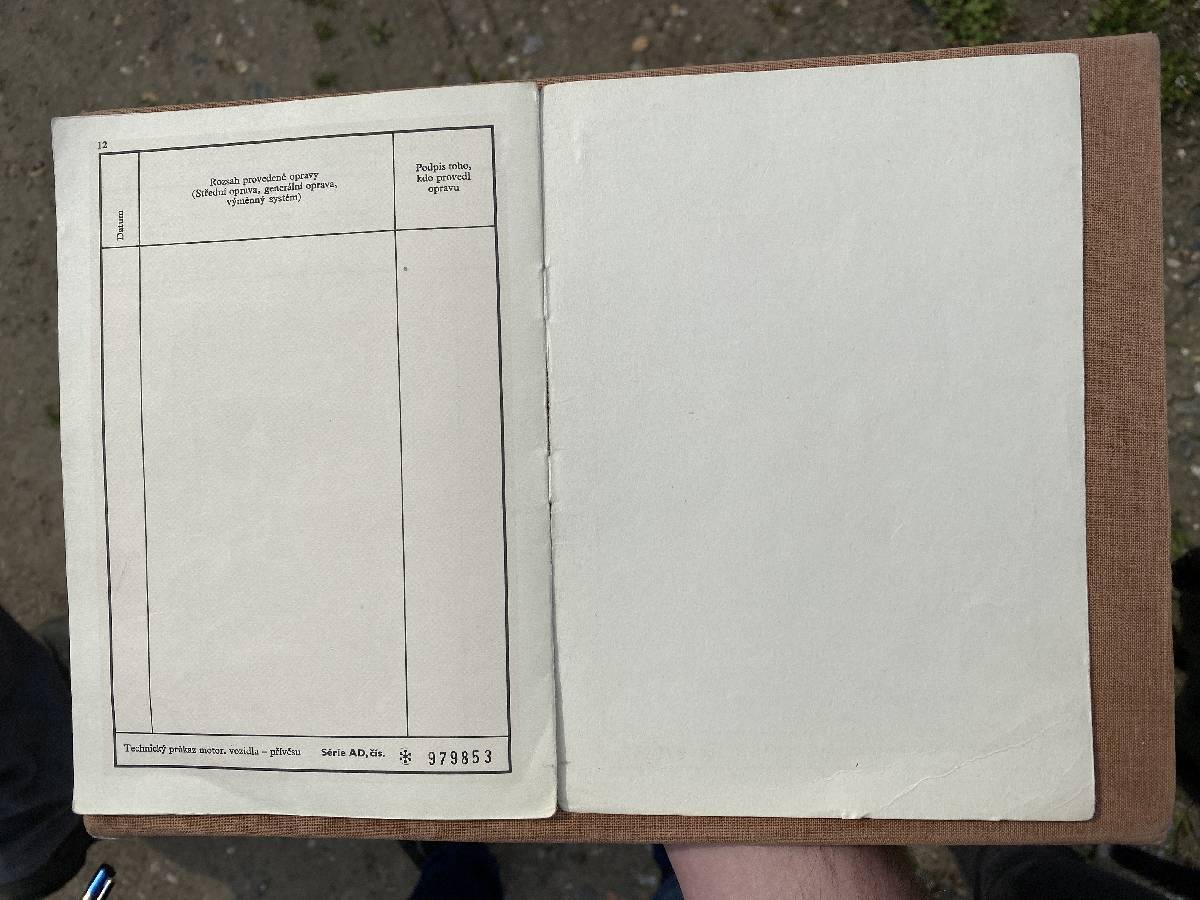 12
Datum
Rozsah provedené opravy
(Střední oprava, generální oprava,
výměnný systém)
Podpis toho,
kdo provedl
opravu
Technický průkaz motor. vozidla – přívěsu Série AD, čís. ✻ 979853